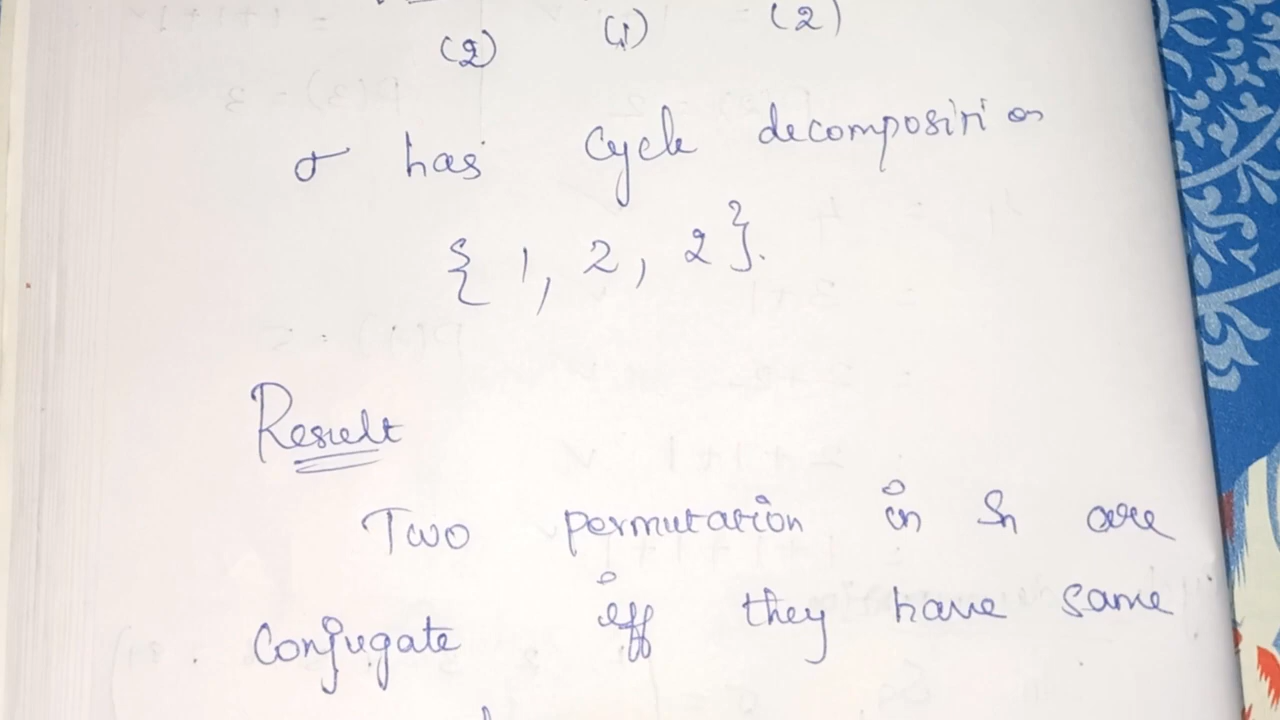 (2) (1) (2)
σ has cycle decomposition
{ 1, 2, 2 }.
Result
Two permutation in Sn are
Conjugate iff they have same